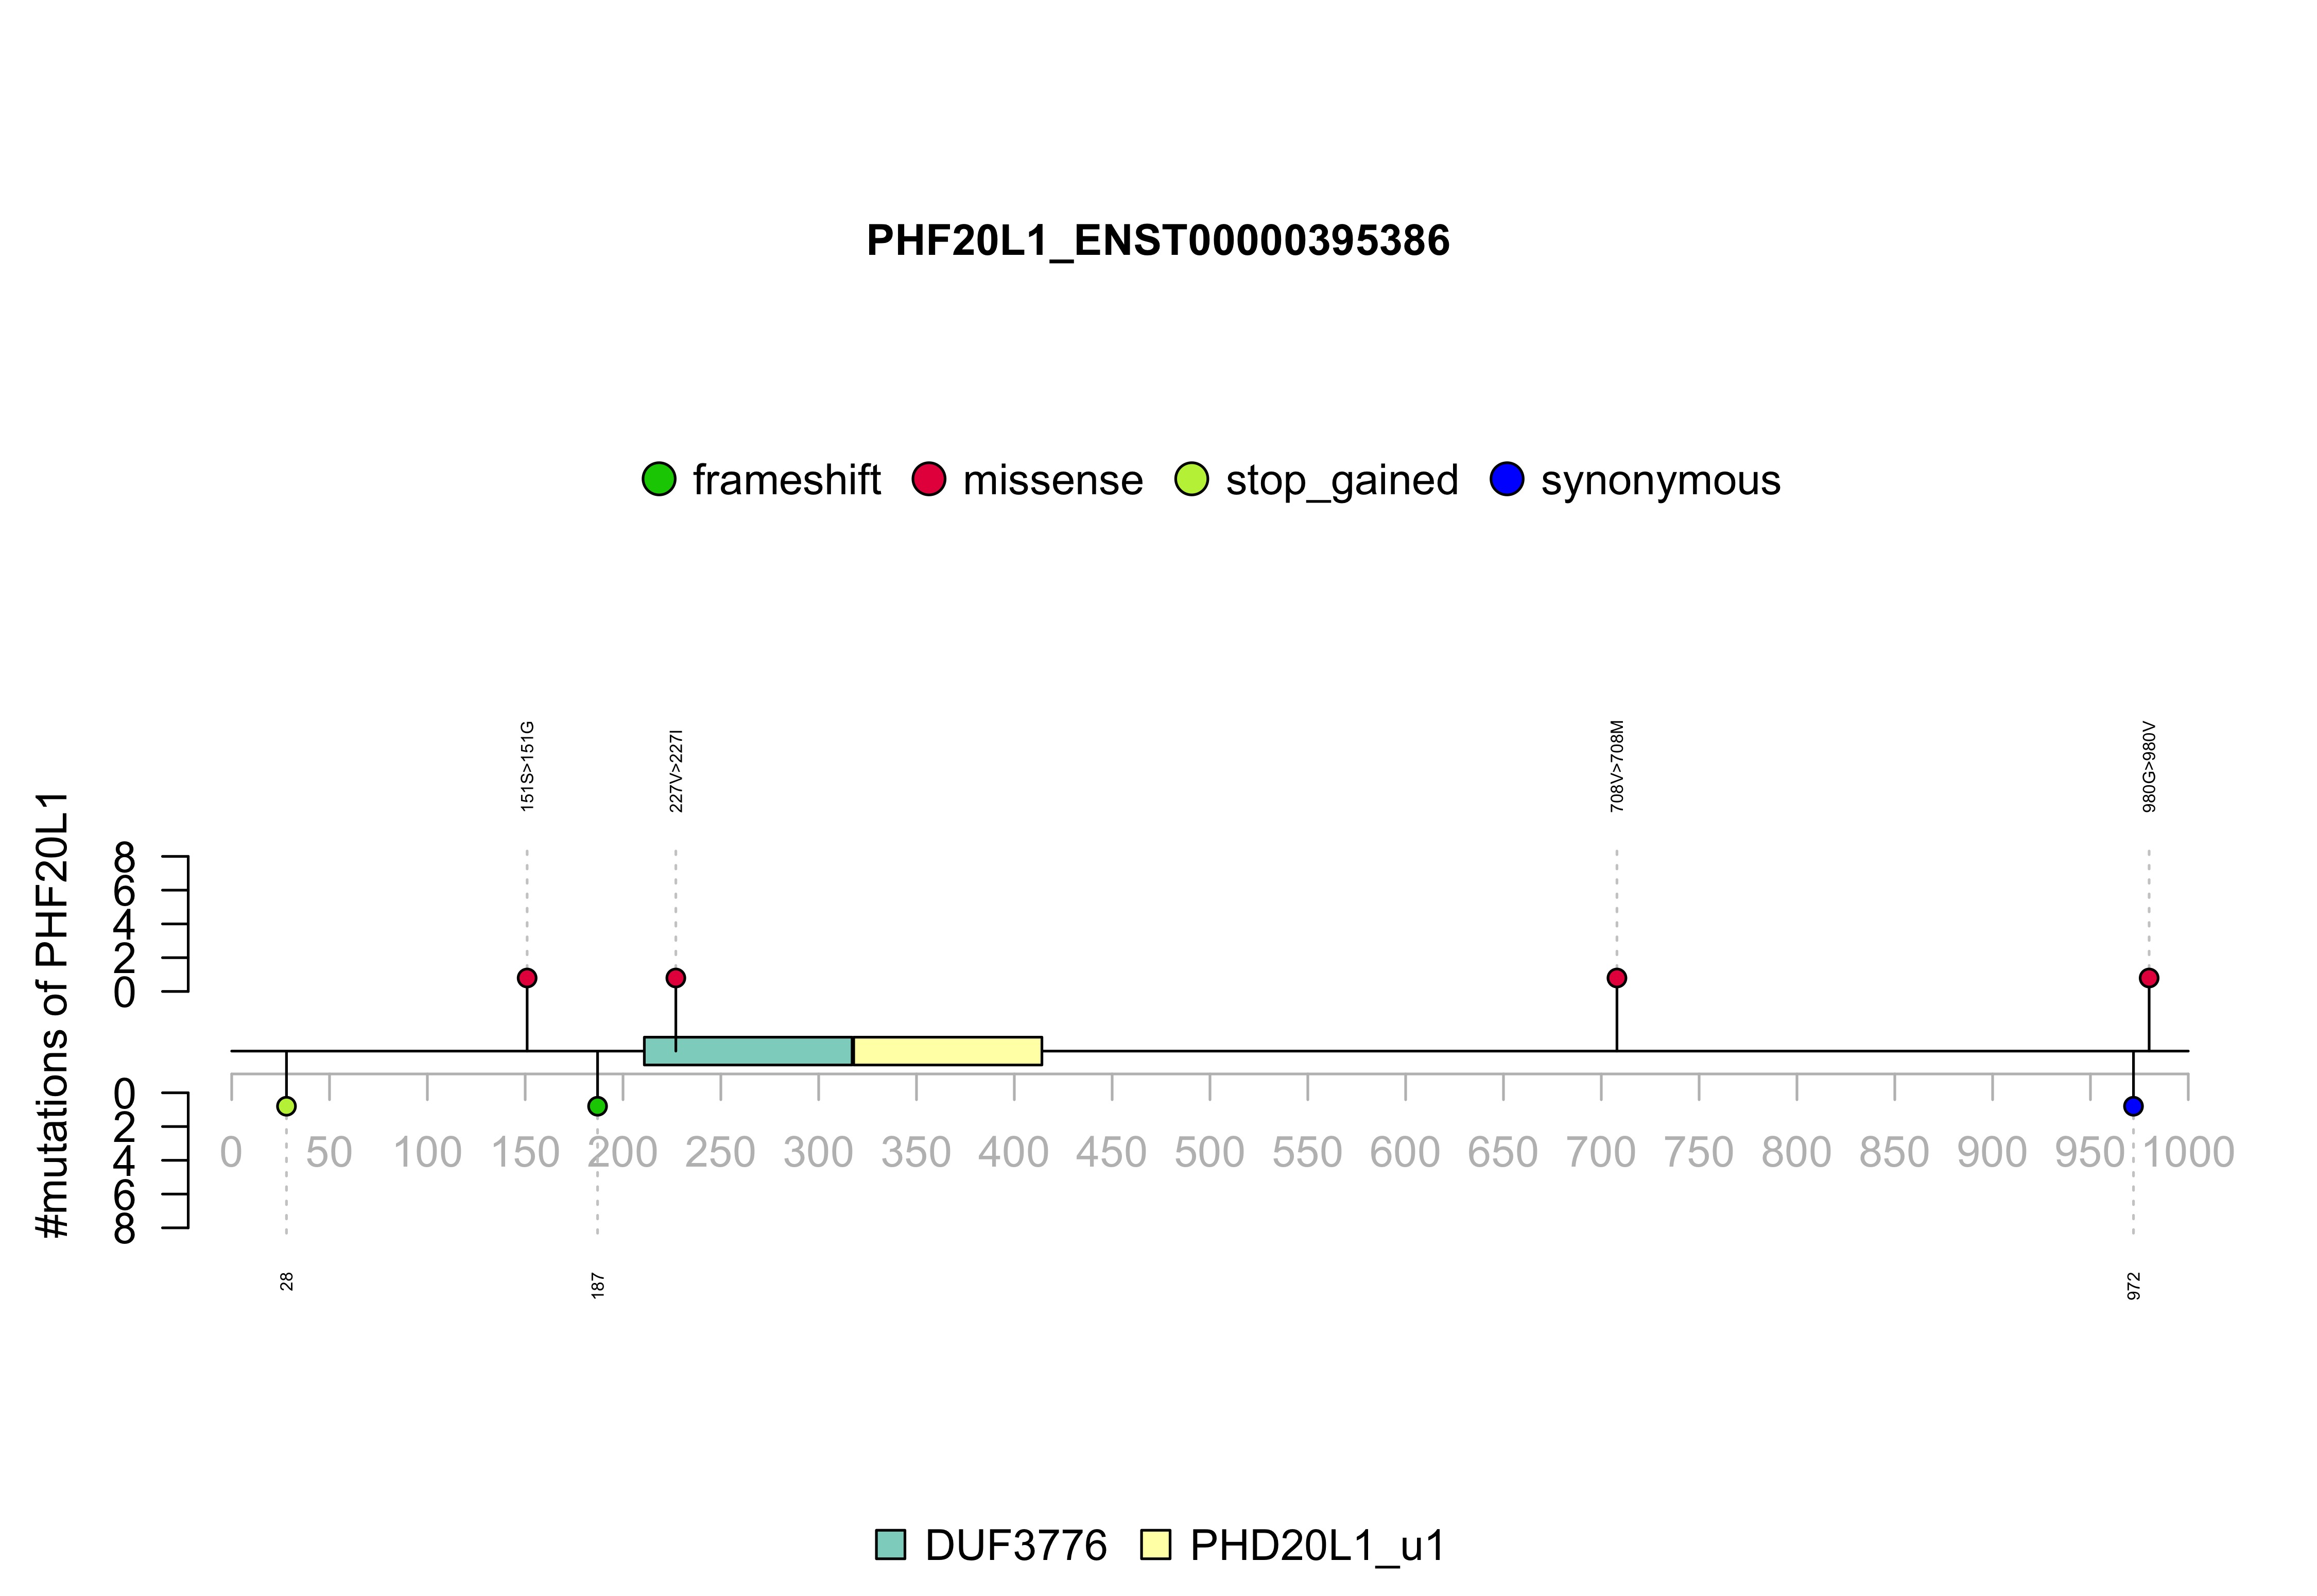 PHF20L1_ENST00000395386
frameshift missense stop_gained synonymous
151S>151G
227V>227I
708V>708M
980G>980V
#mutations of PHF20L1
8
6
4
2
0
0
2
4
6
8
0 50 100 150 200 250 300 350 400 450 500 550 600 650 700 750 800 850 900 950 1000
28
187
972
DUF3776 PHD20L1_u1